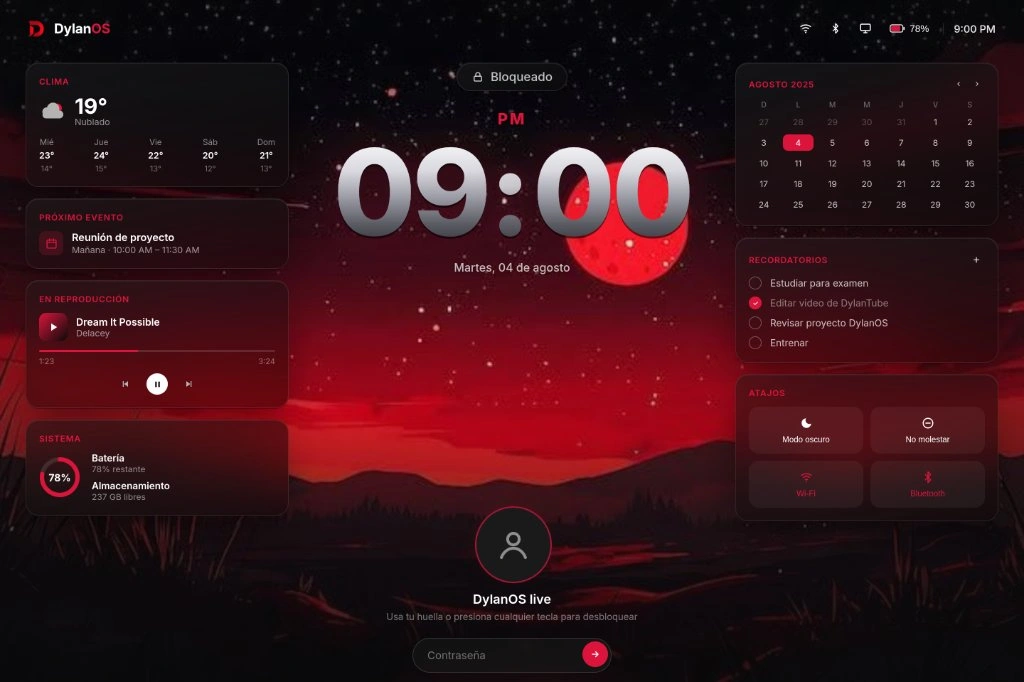 DylanOS
78%
9:00 PM
CLIMA
19°
Nublado
Mié Jue Vie Sáb Dom
23° 24° 22° 20° 21°
14° 15° 13° 12° 13°
PRÓXIMO EVENTO
Reunión de proyecto
Mañana · 10:00 AM – 11:30 AM
EN REPRODUCCIÓN
Dream It Possible
Delacey
1:23 3:24
SISTEMA
78%
Batería
78% restante
Almacenamiento
237 GB libres
Bloqueado
PM
09:00
Martes, 04 de agosto
DylanOS live
Usa tu huella o presiona cualquier tecla para desbloquear
Contraseña
AGOSTO 2025 ‹ ›
D L M M J V S
27 28 29 30 31 1 2
3 4 5 6 7 8 9
10 11 12 13 14 15 16
17 18 19 20 21 22 23
24 25 26 27 28 29 30
RECORDATORIOS +
Estudiar para examen
Editar video de DylanTube
Revisar proyecto DylanOS
Entrenar
ATAJOS
Modo oscuro No molestar
Wi-Fi Bluetooth